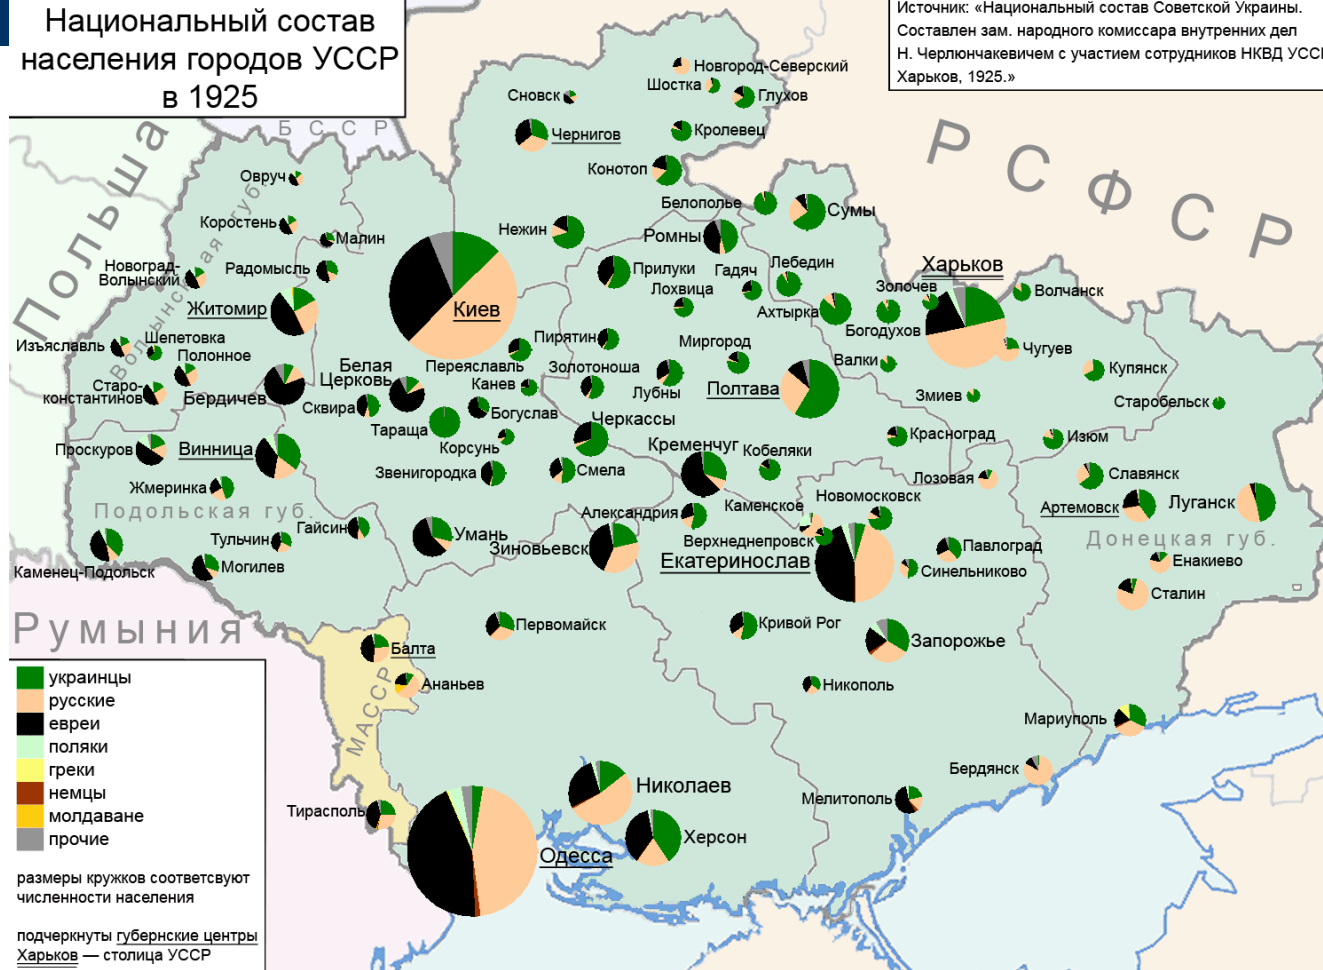 Национальный состав
населения городов УССР
в 1925
Источник: «Национальный состав Советской Украины.
Составлен зам. народного комиссара внутренних дел
Н. Черлюнчакевичем с участием сотрудников НКВД УССР
Харьков, 1925.»
Польша
БССР
РСФСР
Румыния
МАССР
Волынская губ.
Подольская губ.
Донецкая губ.
Новгород-Северский
Шостка
Глухов
Сновск
Чернигов
Кролевец
Конотоп
Овруч
Белополье
Сумы
Коростень
Малин
Нежин
Ромны
Новоград-
Волынский
Радомысль
Прилуки
Гадяч
Лебедин
Харьков
Лохвица
Золочев
Волчанск
Житомир
Киев
Ахтырка
Богодухов
Изъяславль
Шепетовка
Полонное
Пирятин
Миргород
Чугуев
Валки
Белая
Церковь
Переяславль
Золотоноша
Купянск
Старо-
константинов
Бердичев
Канев
Лубны
Полтава
Змиев
Старобельск
Сквира
Богуслав
Тараща
Черкассы
Корсунь
Красноград
Изюм
Проскуров
Винница
Кременчуг
Кобеляки
Звенигородка
Смела
Лозовая
Славянск
Жмеринка
Каменское
Новомосковск
Артемовск
Луганск
Гайсин
Александрия
Умань
Тульчин
Зиновьевск
Верхнеднепровск
Павлоград
Екатеринослав
Енакиево
Каменец-Подольск
Могилев
Синельниково
Сталин
Первомайск
Кривой Рог
Запорожье
Балта
Ананьев
Никополь
Мариуполь
Бердянск
Николаев
Мелитополь
Тирасполь
Херсон
Одесса
украинцы
русские
евреи
поляки
греки
немцы
молдаване
прочие
размеры кружков соответсвуют
численности населения
подчеркнуты губернские центры
Харьков — столица УССР